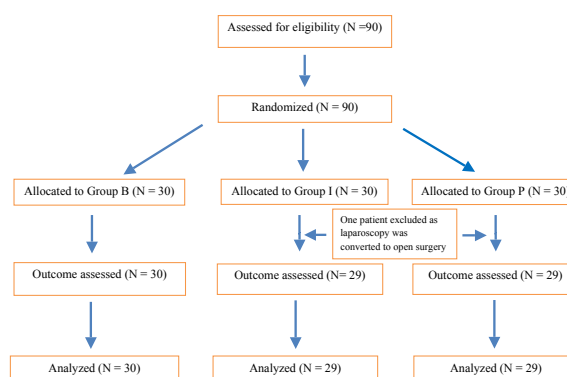 Assessed for eligibility (N =90)
Randomized (N = 90)
Allocated to Group B (N = 30)
Allocated to Group I (N = 30)
Allocated to Group P (N = 30)
One patient excluded as
laparoscopy was
converted to open surgery
Outcome assessed (N = 30)
Outcome assessed (N= 29)
Outcome assessed (N = 29)
Analyzed (N = 30)
Analyzed (N = 29)
Analyzed (N = 29)